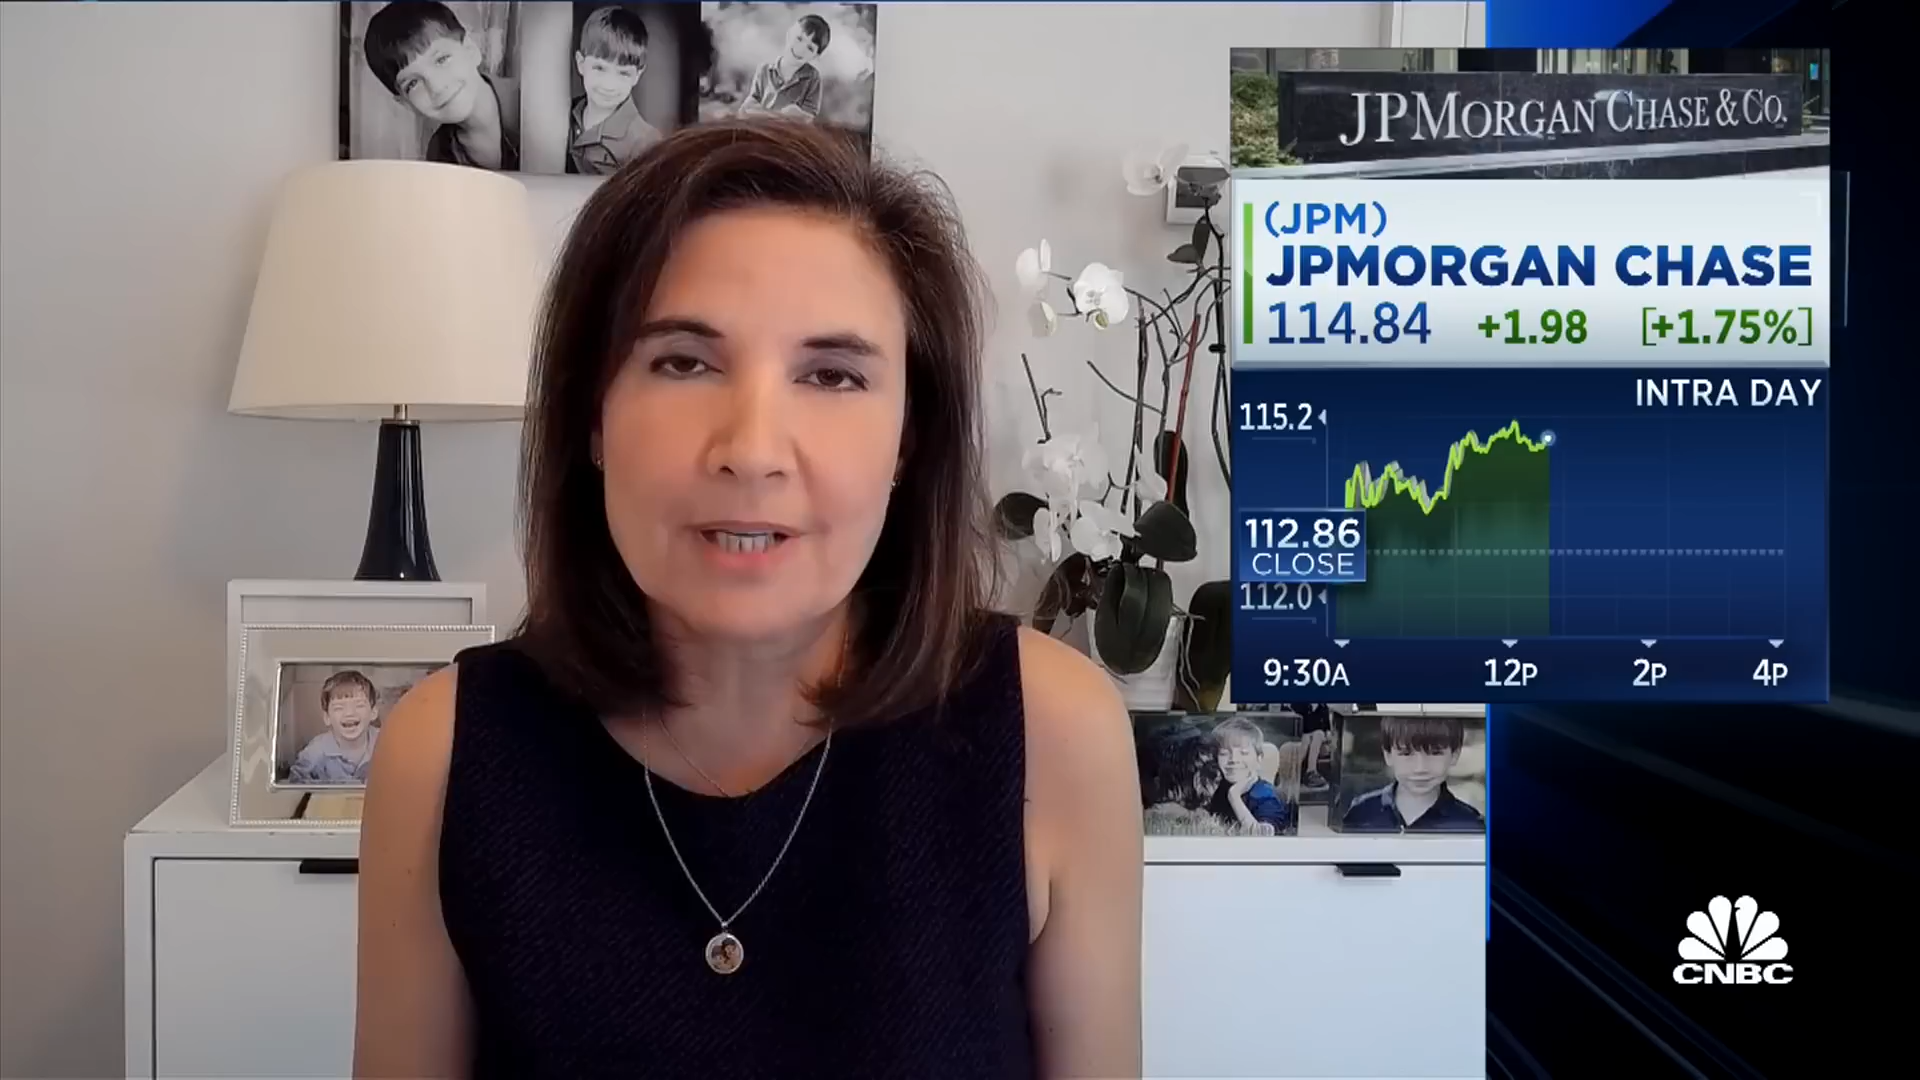 JPMORGAN CHASE & CO.
(JPM)
JPMORGAN CHASE
114.84 +1.98 [+1.75%]
INTRA DAY
115.2
112.86
CLOSE
112.0
9:30A 12P 2P 4P
CNBC